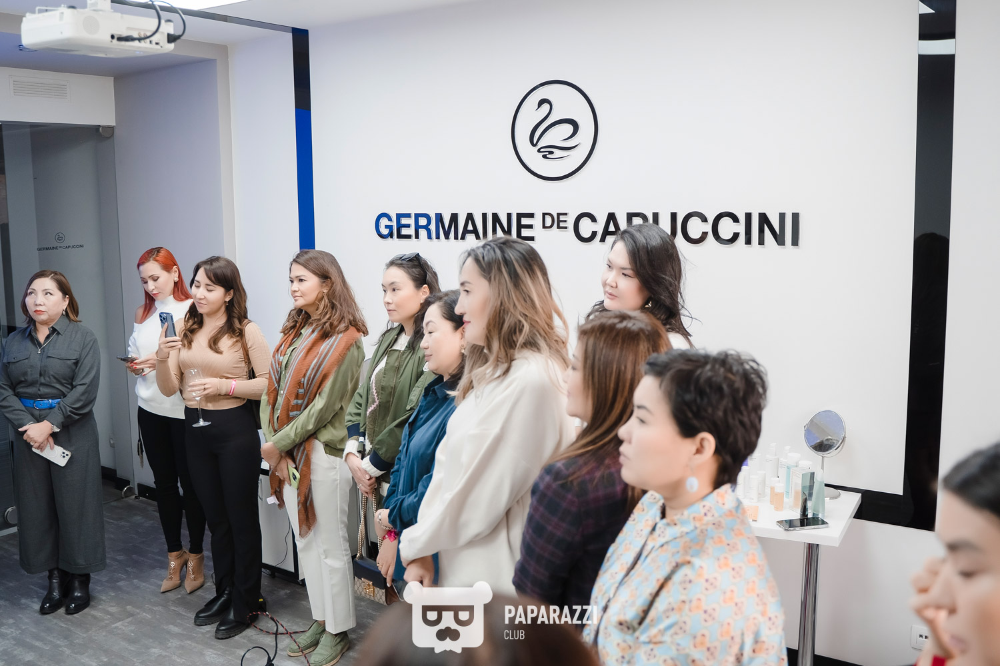 GERMAINE DE CAPUCCINI
GERMAINE DE CAPUCCINI
PAPARAZZI
CLUB